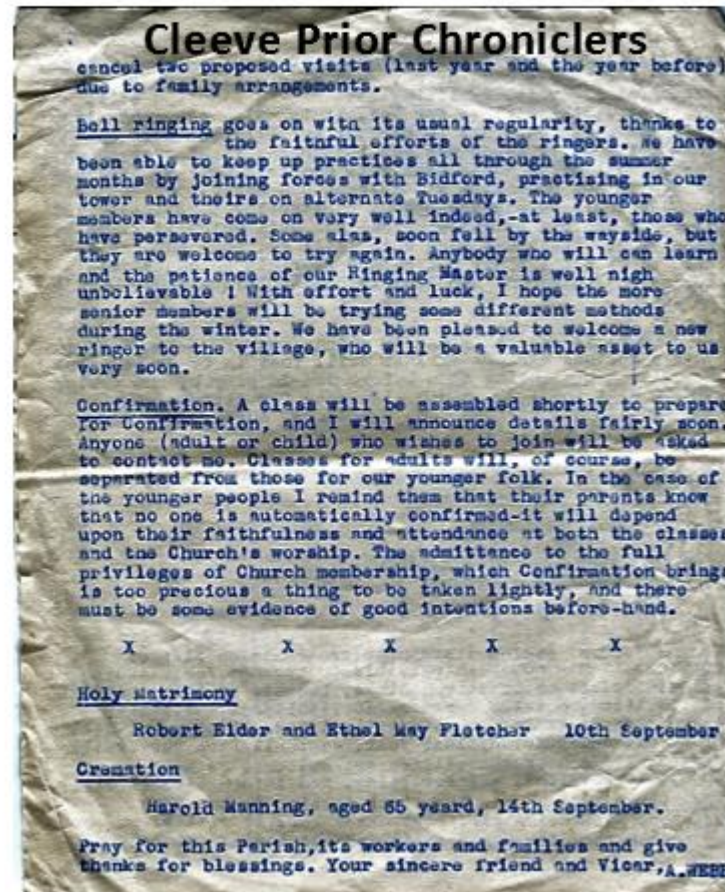 Cleeve Prior Chroniclers
cancel two proposed visits (last year and the year before)
due to family arrangements.
Bell ringing goes on with its usual regularity, thanks to
the faithful efforts of the ringers. We have
been able to keep up practices all through the summer
months by joining forces with Bidford, practising in our
tower and theirs on alternate Tuesdays. The younger
members have come on very well indeed,-at least, those who
have persevered. Some alas, soon fell by the wayside, but
they are welcome to try again. Anybody who will can learn
and the patience of our Ringing Master is well nigh
unbelievable ! With effort and luck, I hope the more
senior members will be trying some different methods
during the winter. We have been pleased to welcome a new
ringer to the village, who will be a valuable asset to us
very soon.
Confirmation. A class will be assembled shortly to prepar
for Confirmation, and I will announce details fairly soon.
Anyone (adult or child) who wishes to join will be asked
to contact me. Classes for adults will, of course, be
separated from those for our younger folk. In the case of
the younger people I remind them that their parents know
that no one is automatically confirmed-it will depend
upon their faithfulness and attendance at both the classes
and the Church's worship. The admittance to the full
privileges of Church membership, which Confirmation brings
is too precious a thing to be taken lightly, and there
must be some evidence of good intentions before-hand.
X X X X X
Holy Matrimony
Robert Elder and Ethel May Fletcher 10th September
Cremation
Harold Manning, aged 65 yeard, 14th September.
Pray for this Parish,its workers and families and give
thanks for blessings. Your sincere friend and Vicar,